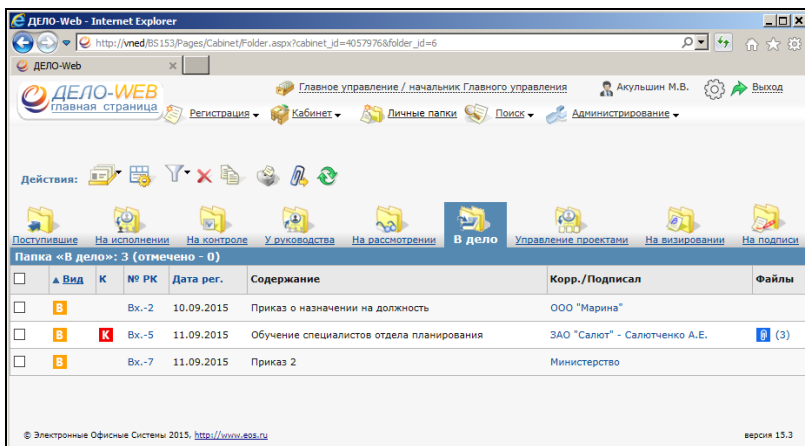 ДЕЛО-Web - Internet Explorer
http://vned/BS153/Pages/Cabinet/Folder.aspx?cabinet_id=4057976&folder_id=6
ДЕЛО-Web
ДЕЛО-WEB
главная страница
Главное управление / начальник Главного управления
Акульшин М.В.
Выход
Регистрация Кабинет Личные папки Поиск Администрирование
Действия:
Поступившие На исполнении На контроле У руководства На рассмотрении В дело Управление проектами На визировании На подписи
Папка «В дело»: 3 (отмечено - 0)
Вид К № РК Дата рег. Содержание Корр./Подписал Файлы
В Вх.-2 10.09.2015 Приказ о назначении на должность ООО "Марина"
В К Вх.-5 11.09.2015 Обучение специалистов отдела планирования ЗАО "Салют" - Салютченко А.Е. (3)
В Вх.-7 11.09.2015 Приказ 2 Министерство
© Электронные Офисные Системы 2015, http://www.eos.ru версия 15.3